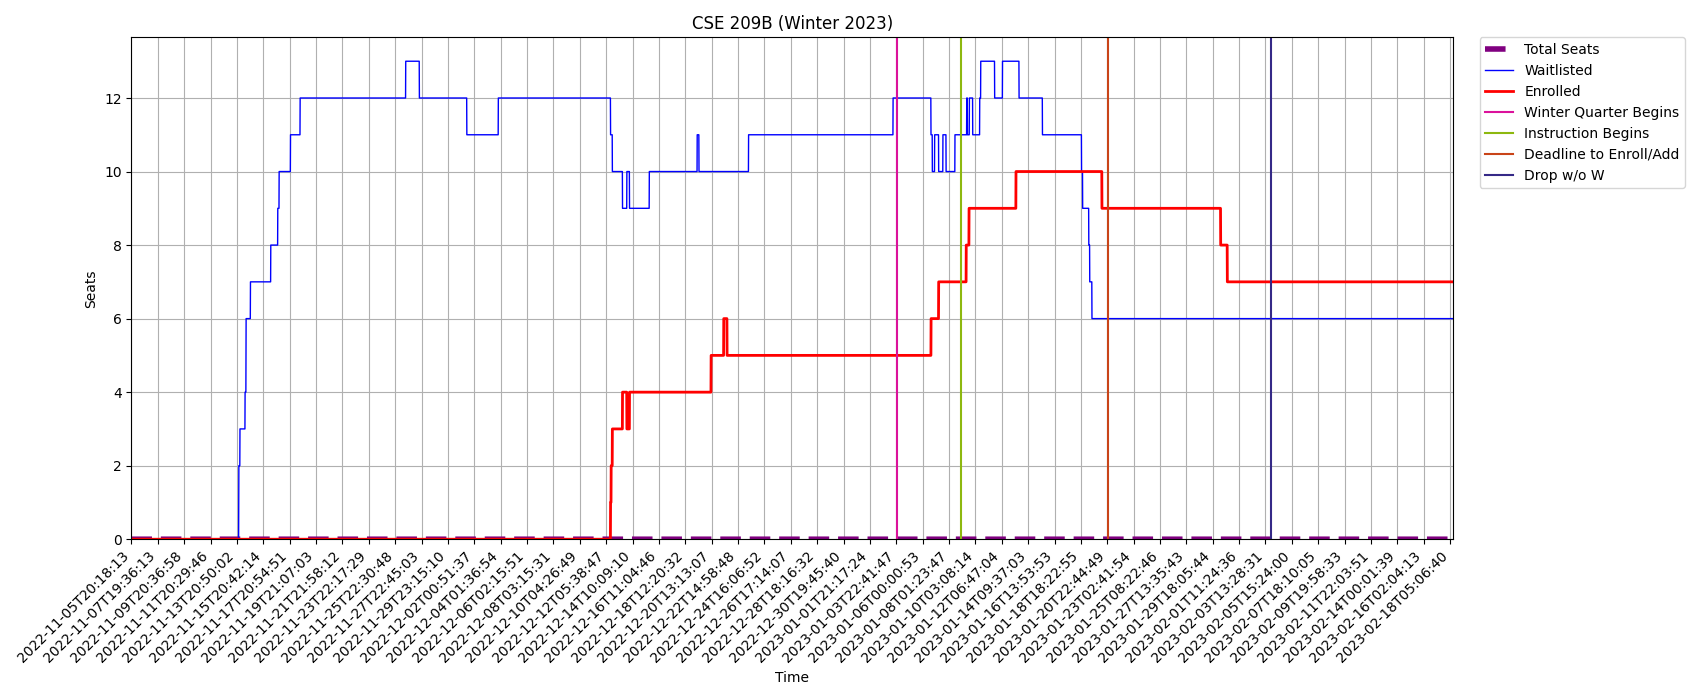 CSE 209B (Winter 2023)
Total Seats
Waitlisted
Enrolled
Winter Quarter Begins
Instruction Begins
Deadline to Enroll/Add
Drop w/o W
Seats
12
10
8
6
4
2
0
2022-11-05T20:18:13
2022-11-07T19:36:13
2022-11-09T20:36:58
2022-11-11T20:29:46
2022-11-13T20:50:02
2022-11-15T20:42:14
2022-11-17T20:54:51
2022-11-19T21:07:03
2022-11-21T21:58:12
2022-11-23T22:17:29
2022-11-25T22:30:48
2022-11-27T22:45:03
2022-11-29T23:15:10
2022-12-02T00:51:37
2022-12-04T01:36:54
2022-12-06T02:15:51
2022-12-08T03:15:31
2022-12-10T04:26:49
2022-12-12T05:38:47
2022-12-14T10:09:10
2022-12-16T11:04:46
2022-12-18T12:20:32
2022-12-20T13:13:07
2022-12-22T14:58:48
2022-12-24T16:06:52
2022-12-26T17:14:07
2022-12-28T18:16:32
2022-12-30T19:45:40
2023-01-01T21:17:24
2023-01-03T22:41:47
2023-01-06T00:00:53
2023-01-08T01:23:47
2023-01-10T03:08:14
2023-01-12T06:47:04
2023-01-14T09:37:03
2023-01-16T13:53:53
2023-01-18T18:22:55
2023-01-20T22:44:49
2023-01-23T02:41:54
2023-01-25T08:22:46
2023-01-27T13:35:43
2023-01-29T18:05:44
2023-02-01T11:24:36
2023-02-03T13:28:31
2023-02-05T15:24:00
2023-02-07T18:10:05
2023-02-09T19:58:33
2023-02-11T22:03:51
2023-02-14T00:01:39
2023-02-16T02:04:13
2023-02-18T05:06:40
Time